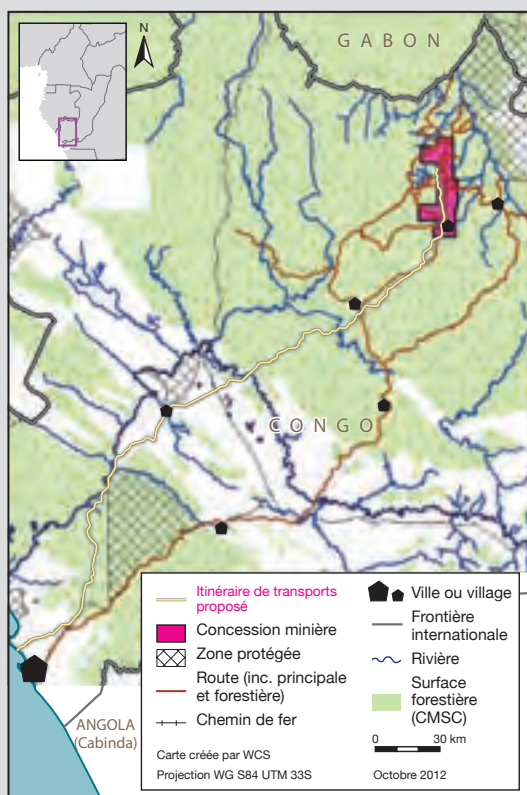 N
GABON
CONGO
Itinéraire de transports
proposé
Concession minière
Zone protégée
Route (inc. principale
et forestière)
Chemin de fer
Carte créée par WCS
Projection WG S84 UTM 33S
Ville ou village
Frontière
internationale
Rivière
Surface
forestière
(CMSC)
0 30 km
Octobre 2012
ANGOLA
(Cabinda)